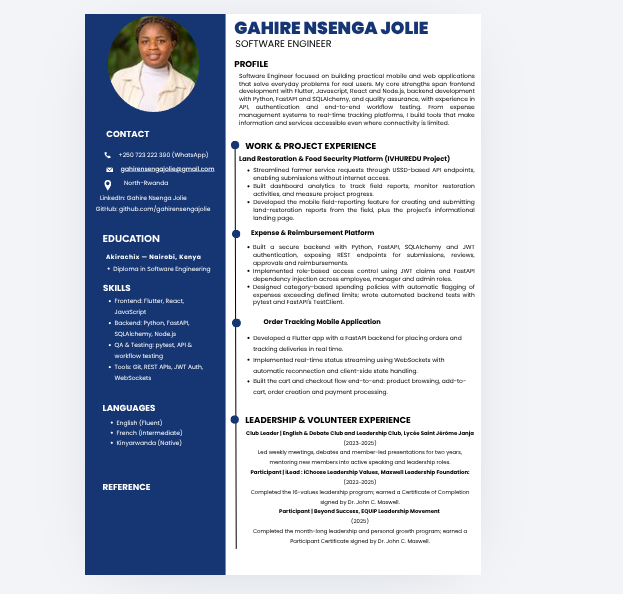 GAHIRE NSENGA JOLIE
SOFTWARE ENGINEER
CONTACT
+250 723 222 390 (WhatsApp)
gahirensengajolie@gmail.com
North-Rwanda
LinkedIn: Gahire Nsenga Jolie
GitHub: github.com/gahirensengajolie
EDUCATION
Akirachix — Nairobi, Kenya
• Diploma in Software Engineering
SKILLS
• Frontend: Flutter, React,
JavaScript
• Backend: Python, FastAPI,
SQLAlchemy, Node.js
• QA & Testing: pytest, API &
workflow testing
• Tools: Git, REST APIs, JWT Auth,
WebSockets
LANGUAGES
• English (Fluent)
• French (Intermediate)
• Kinyarwanda (Native)
REFERENCE
PROFILE
Software Engineer focused on building practical mobile and web applications
that solve everyday problems for real users. My core strengths span frontend
development with Flutter, Javascript, React and Node.js, backend development
with Python, FastAPI and SQLAlchemy, and quality assurance, with experience in
API, authentication and end-to-end workflow testing. From expense
management systems to real-time tracking platforms, I build tools that make
information and services accessible even where connectivity is limited.
WORK & PROJECT EXPERIENCE
Land Restoration & Food Security Platform (IVHUREDU Project)
• Streamlined farmer service requests through USSD-based API endpoints,
enabling submissions without internet access.
• Built dashboard analytics to track field reports, monitor restoration
activities, and measure project progress.
• Developed the mobile field-reporting feature for creating and submitting
land-restoration reports from the field, plus the project's informational
landing page.
Expense & Reimbursement Platform
• Built a secure backend with Python, FastAPI, SQLAlchemy and JWT
authentication, exposing REST endpoints for submissions, reviews,
approvals and reimbursements.
• Implemented role-based access control using JWT claims and FastAPI
dependency injection across employee, manager and admin roles.
• Designed category-based spending policies with automatic flagging of
expenses exceeding defined limits; wrote automated backend tests with
pytest and FastAPI's TestClient.
Order Tracking Mobile Application
• Developed a Flutter app with a FastAPI backend for placing orders and
tracking deliveries in real time.
• Implemented real-time status streaming using WebSockets with
automatic reconnection and client-side state handling.
• Built the cart and checkout flow end-to-end: product browsing, add-to-
cart, order creation and payment processing.
LEADERSHIP & VOLUNTEER EXPERIENCE
Club Leader | English & Debate Club and Leadership Club, Lycée Saint Jérôme Janja
(2023-2025)
Led weekly meetings, debates and member-led presentations for two years,
mentoring new members into active speaking and leadership roles.
Participant | iLead : iChoose Leadership Values, Maxwell Leadership Foundation:
(2022-2025)
Completed the 16-values leadership program; earned a Certificate of Completion
signed by Dr. John C. Maxwell.
Participant | Beyond Success, EQUIP Leadership Movement
(2025)
Completed the month-long leadership and personal growth program; earned a
Participant Certificate signed by Dr. John C. Maxwell.